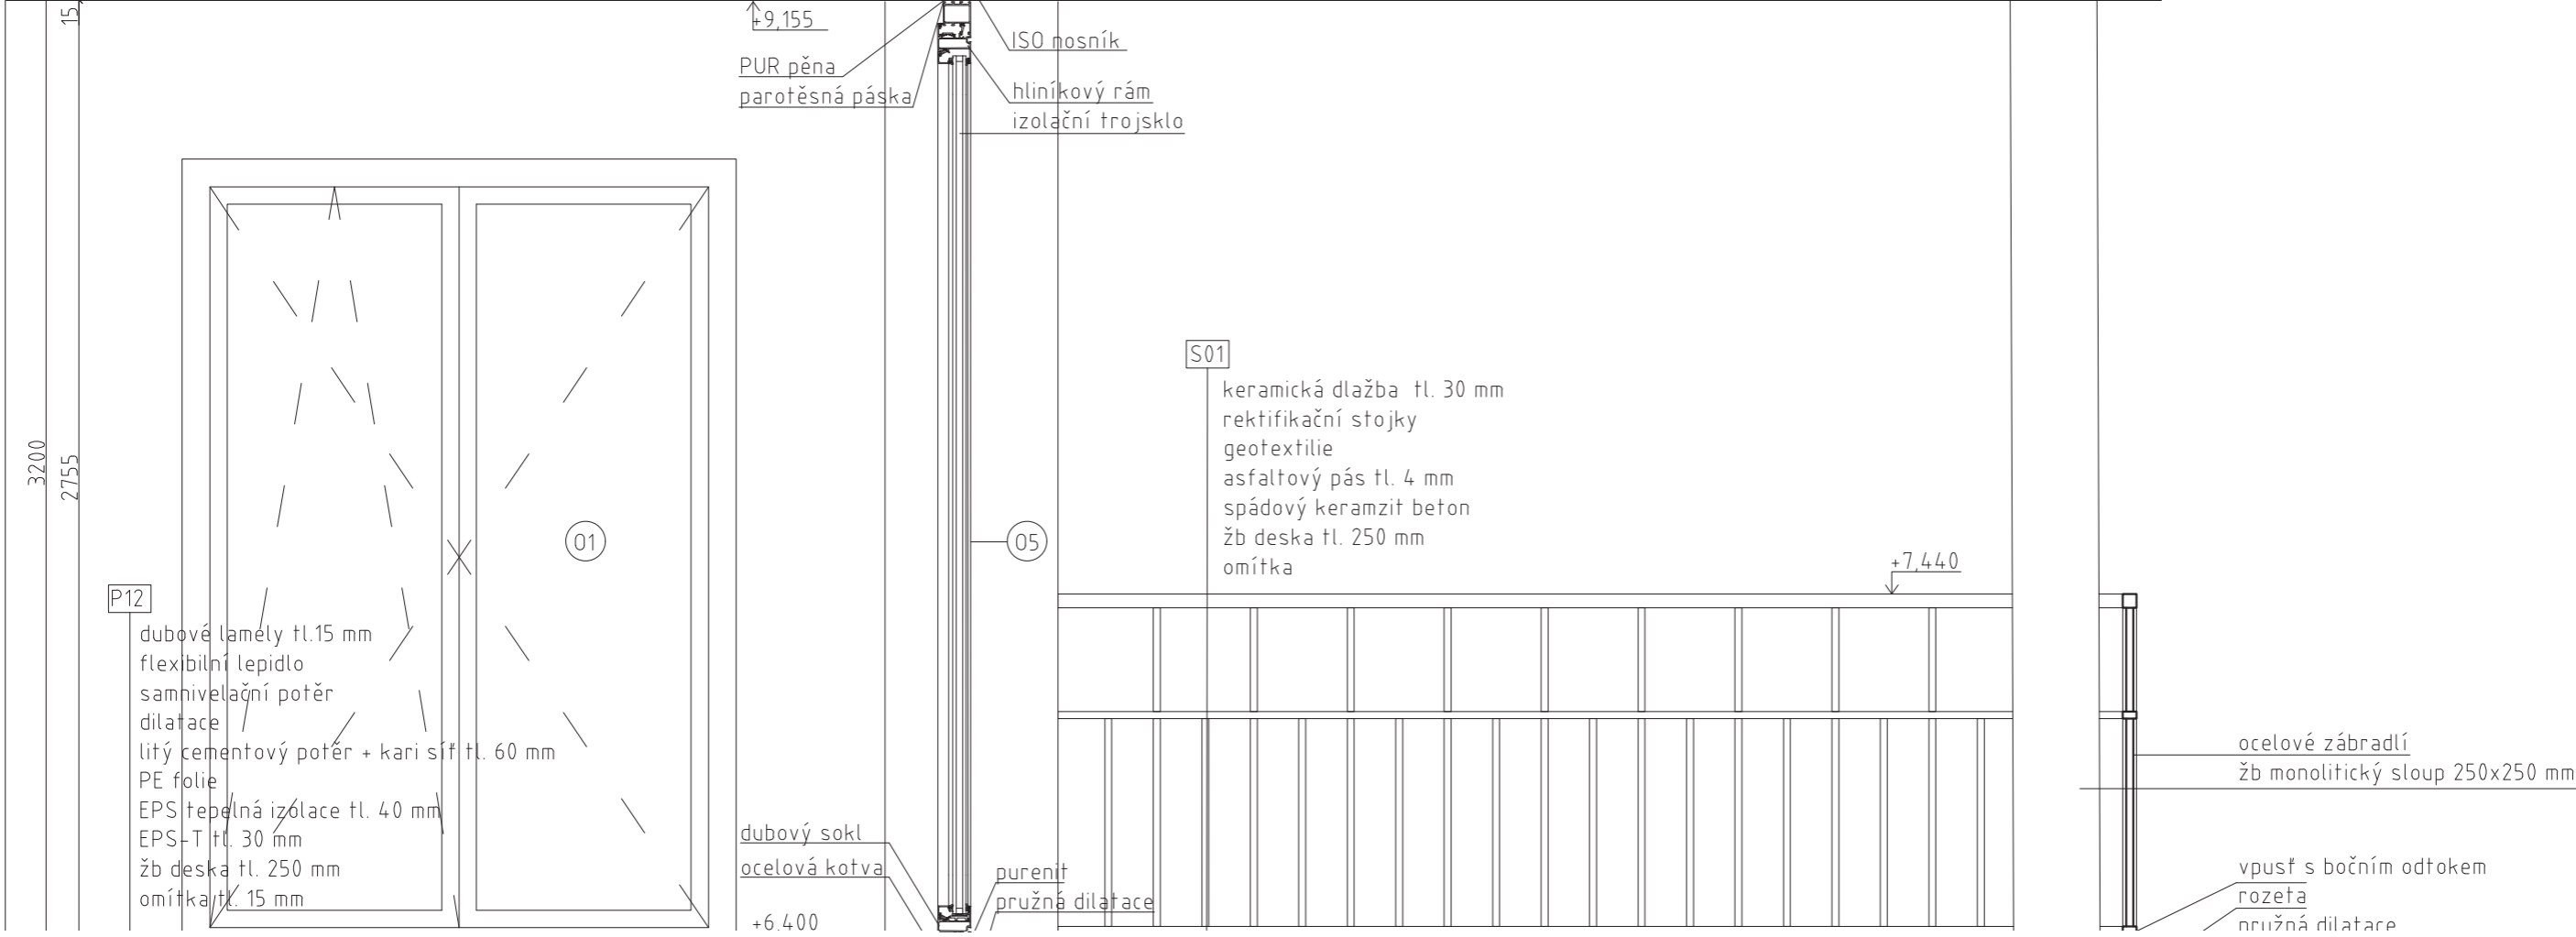 15
+9,155
ISO nosník
PUR pěna
parotěsná páska
hliníkový rám
izolační trojsklo
3200
2755
S01
keramická dlažba tl. 30 mm
rektifikační stojky
geotextilie
asfaltový pás tl. 4 mm
spádový keramzit beton
žb deska tl. 250 mm
omítka
01
05
+7,440
P12
dubové lamely tl.15 mm
flexibilní lepidlo
samnivelační potěr
dilatace
litý cementový potěr + kari síť tl. 60 mm
PE folie
EPS tepelná izolace tl. 40 mm
EPS-T tl. 30 mm
žb deska tl. 250 mm
omítka tl. 15 mm
ocelové zábradlí
žb monolitický sloup 250x250 mm
dubový sokl
ocelová kotva
purenit
pružná dilatace
+6,400
vpusť s bočním odtokem
rozeta
pružná dilatace